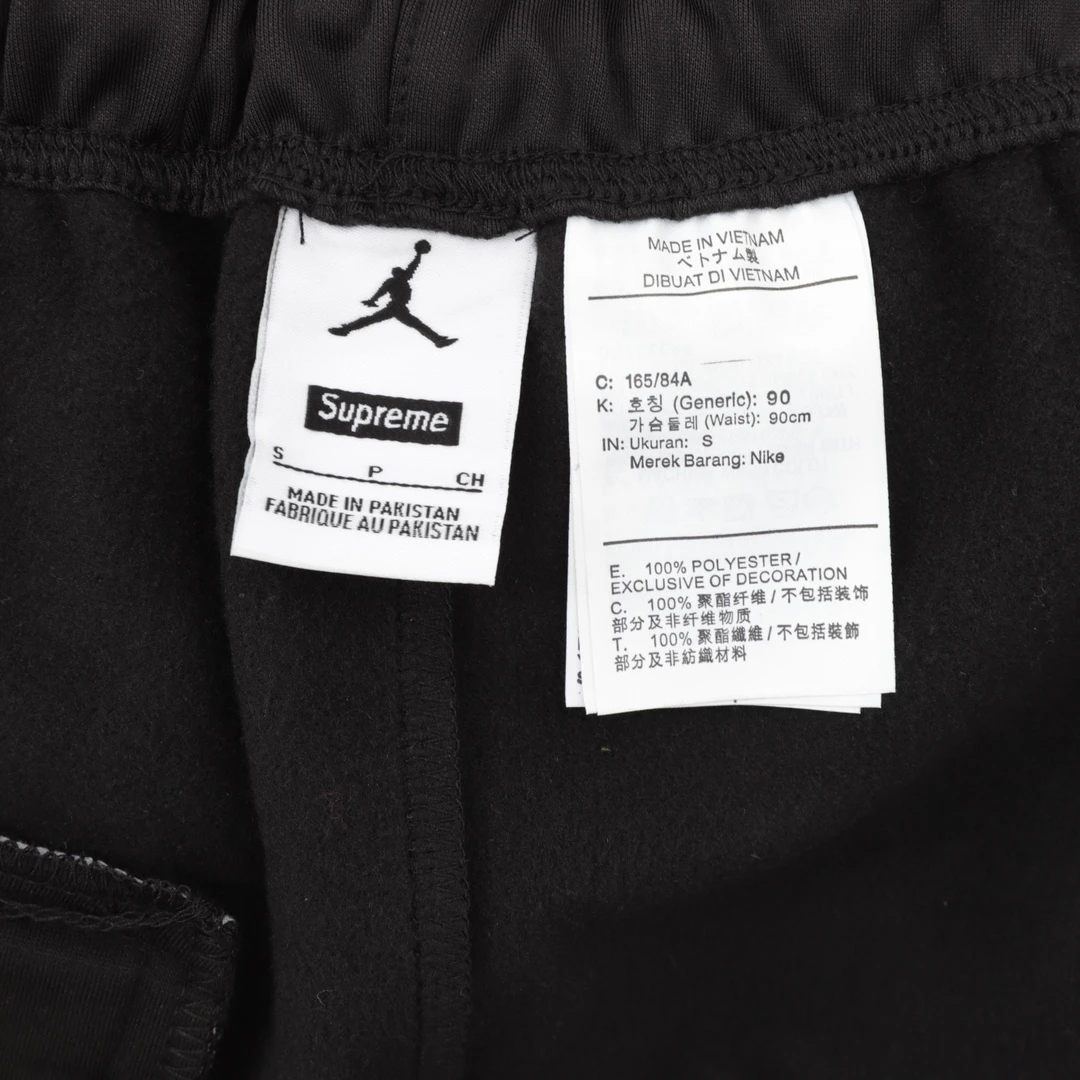 Supreme
S P CH
MADE IN PAKISTAN
FABRIQUE AU PAKISTAN
MADE IN VIETNAM
ベトナム製
DIBUAT DI VIETNAM
C: 165/84A
K: 호칭 (Generic): 90
가슴둘레 (Waist): 90cm
IN: Ukuran: S
Merek Barang: Nike
E. 100% POLYESTER /
EXCLUSIVE OF DECORATION
C. 100% 聚酯纤维 / 不包括装饰
部分及非纤维物质
T. 100% 聚酯纖維 / 不包括裝飾
部分及非紡織材料